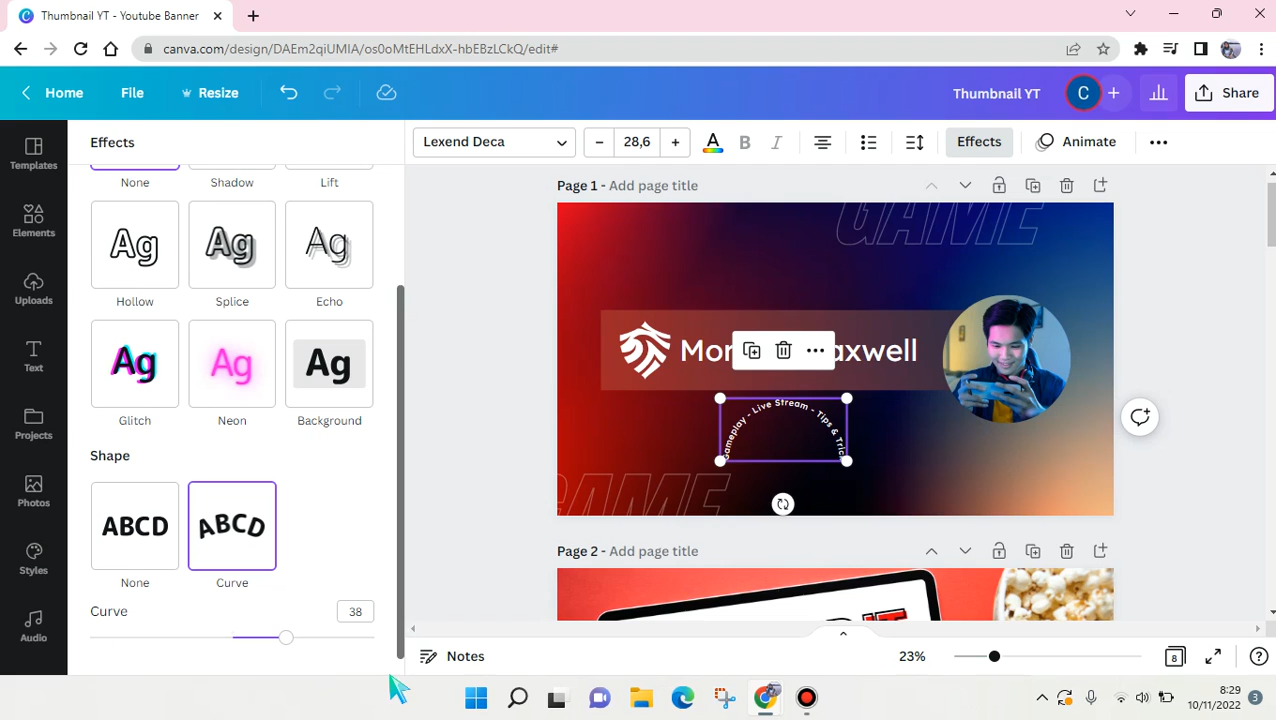 Thumbnail YT - Youtube Banner
canva.com/design/DAEm2qiUMIA/os0oMtEHLdxX-hbEBzLCkQ/edit#
Home File Resize Thumbnail YT C Share
Templates
Elements
Uploads
Text
Projects
Photos
Styles
Audio
Effects
None Shadow Lift
Ag Ag Ag
Hollow Splice Echo
Ag Ag Ag
Glitch Neon Background
Shape
ABCD ABCD
None Curve
Curve 38
Lexend Deca 28,6 A B I Effects Animate
Page 1 - Add page title
GAME
Gameplay - Live Stream - Tips & Tric
GAME
Page 2 - Add page title
Notes 23% 8
8:29
10/11/2022 3